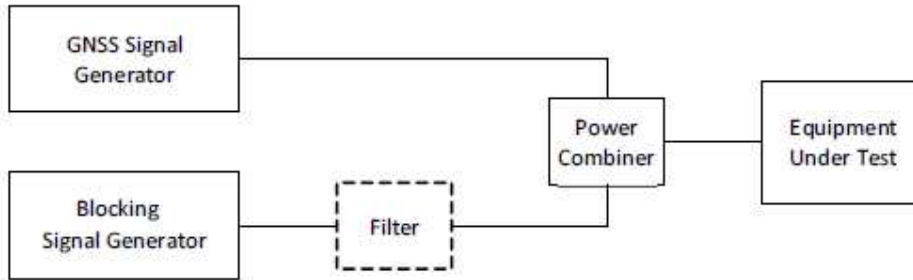 GNSS Signal
Generator
Power
Combiner
Equipment
Under Test
Blocking
Signal Generator
Filter